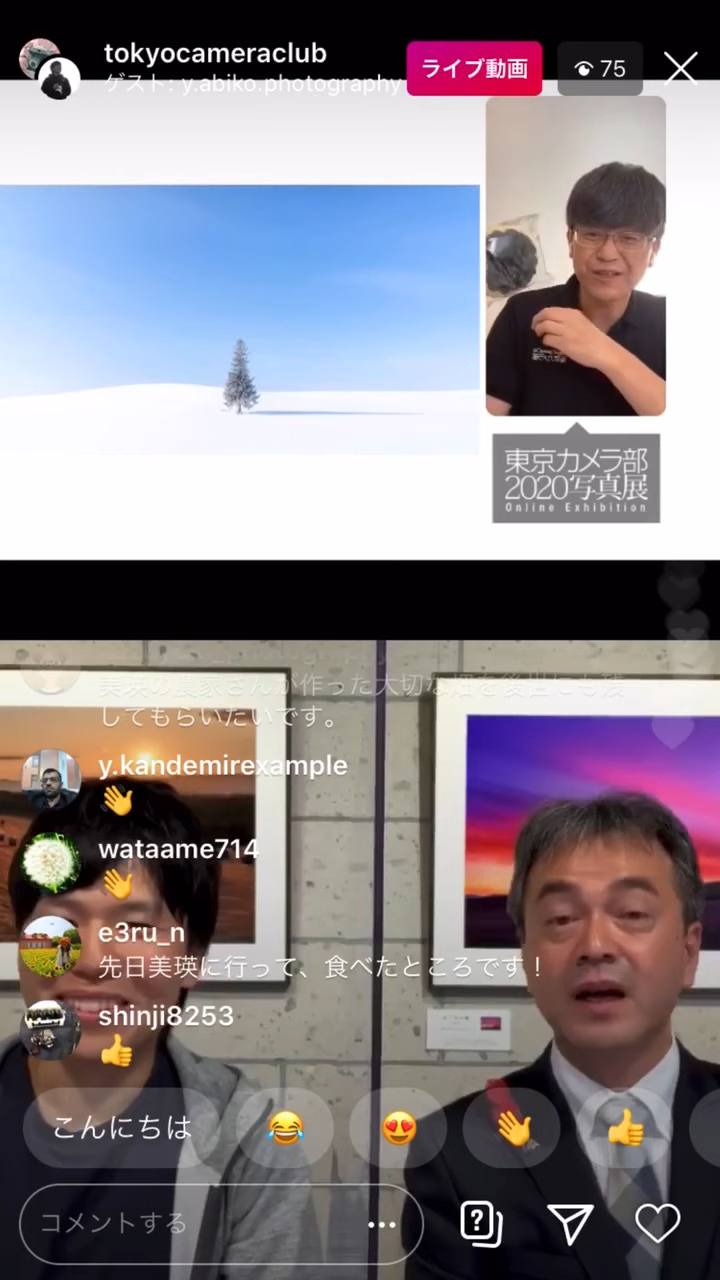 tokyocameraclub
ゲスト: y.abiko.photography
ライブ動画
75
東京カメラ部
2020写真展
Online Exhibition
美瑛の農家さんが作った大切な畑を後世にも残
してもらいたいです。
y.kandemirexample
👋
wataame714
👋
e3ru_n
先日美瑛に行って、食べたところです！
shinji8253
👍
こんにちは
😂 😍 👋 👍
コメントする